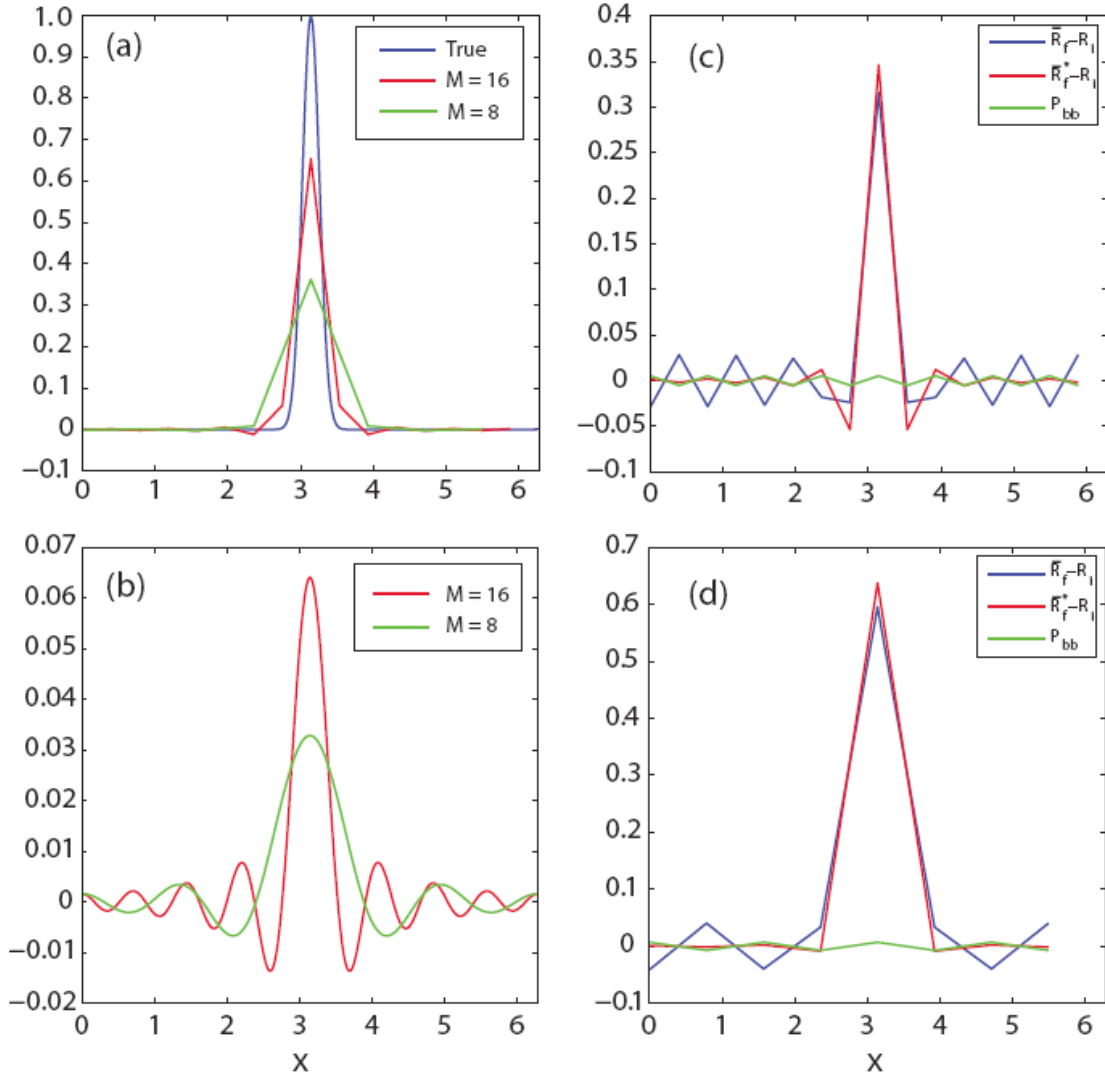 (a)
True
M = 16
M = 8
1.0
0.9
0.8
0.7
0.6
0.5
0.4
0.3
0.2
0.1
0
−0.1
0 1 2 3 4 5 6
(c)
R̄f–Ri
R̄*f–Ri
Pbb
0.4
0.35
0.3
0.25
0.2
0.15
0.1
0.05
0
−0.05
−0.1
0 1 2 3 4 5 6
(b)
M = 16
M = 8
0.07
0.06
0.05
0.04
0.03
0.02
0.01
0
−0.01
−0.02
0 1 2 3 4 5 6
X
(d)
R̄f–Ri
R̄*f–Ri
Pbb
0.7
0.6
0.5
0.4
0.3
0.2
0.1
0
−0.1
0 1 2 3 4 5 6
X